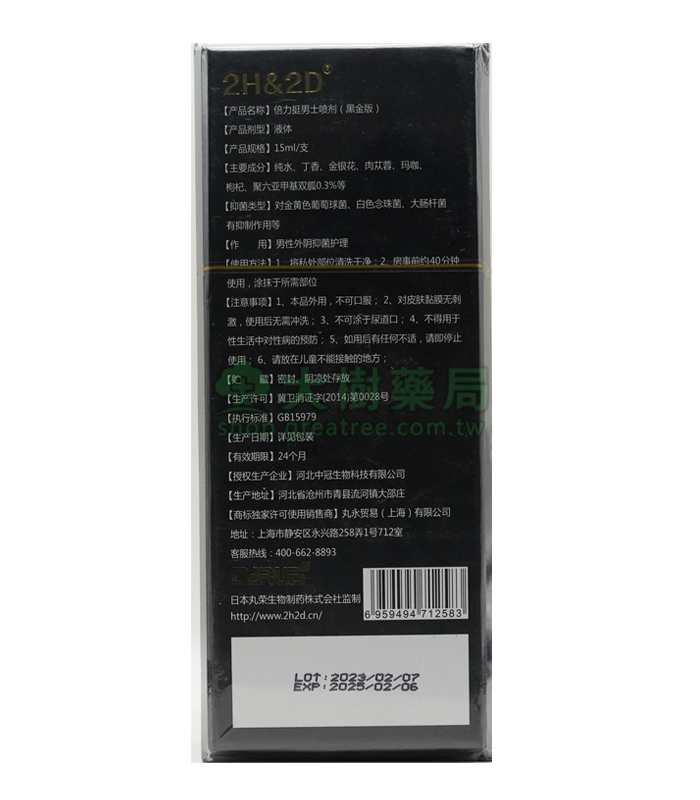 2H&2D®
【产品名称】倍力挺男士喷剂（黑金版）
【产品剂型】液体
【产品规格】15ml/支
【主要成分】纯水、丁香、金银花、肉苁蓉、玛咖、
枸杞、聚六亚甲基双胍0.3%等
【抑菌类型】对金黄色葡萄球菌、白色念珠菌、大肠杆菌
有抑制作用等
【作 用】男性外阴抑菌护理
【使用方法】1、将私处部位清洗干净；2、房事前约40分钟
使用，涂抹于所需部位
【注意事项】1、本品外用，不可口服；2、对皮肤黏膜无刺
激，使用后无需冲洗；3、不可涂于尿道口；4、不得用于
性生活中对性病的预防；5、如用后有任何不适，请即停止
使用；6、请放在儿童不能接触的地方；
【贮 藏】密封、阴凉处存放
【生产许可】冀卫消证字(2014)第0028号
【执行标准】GB15979
【生产日期】详见包装
【有效期限】24个月
【授权生产企业】河北中冠生物科技有限公司
【生产地址】河北省沧州市青县流河镇大邵庄
【商标独家许可使用销售商】丸永贸易（上海）有限公司
地址：上海市静安区永兴路258弄1号712室
客服热线：400-662-8893
日本丸荣生物制药株式会社监制
http://www.2h2d.cn/
6 959494 712583
LOT:2023/02/07
EXP:2025/02/06
大樹藥局
shop.greatree.com.tw